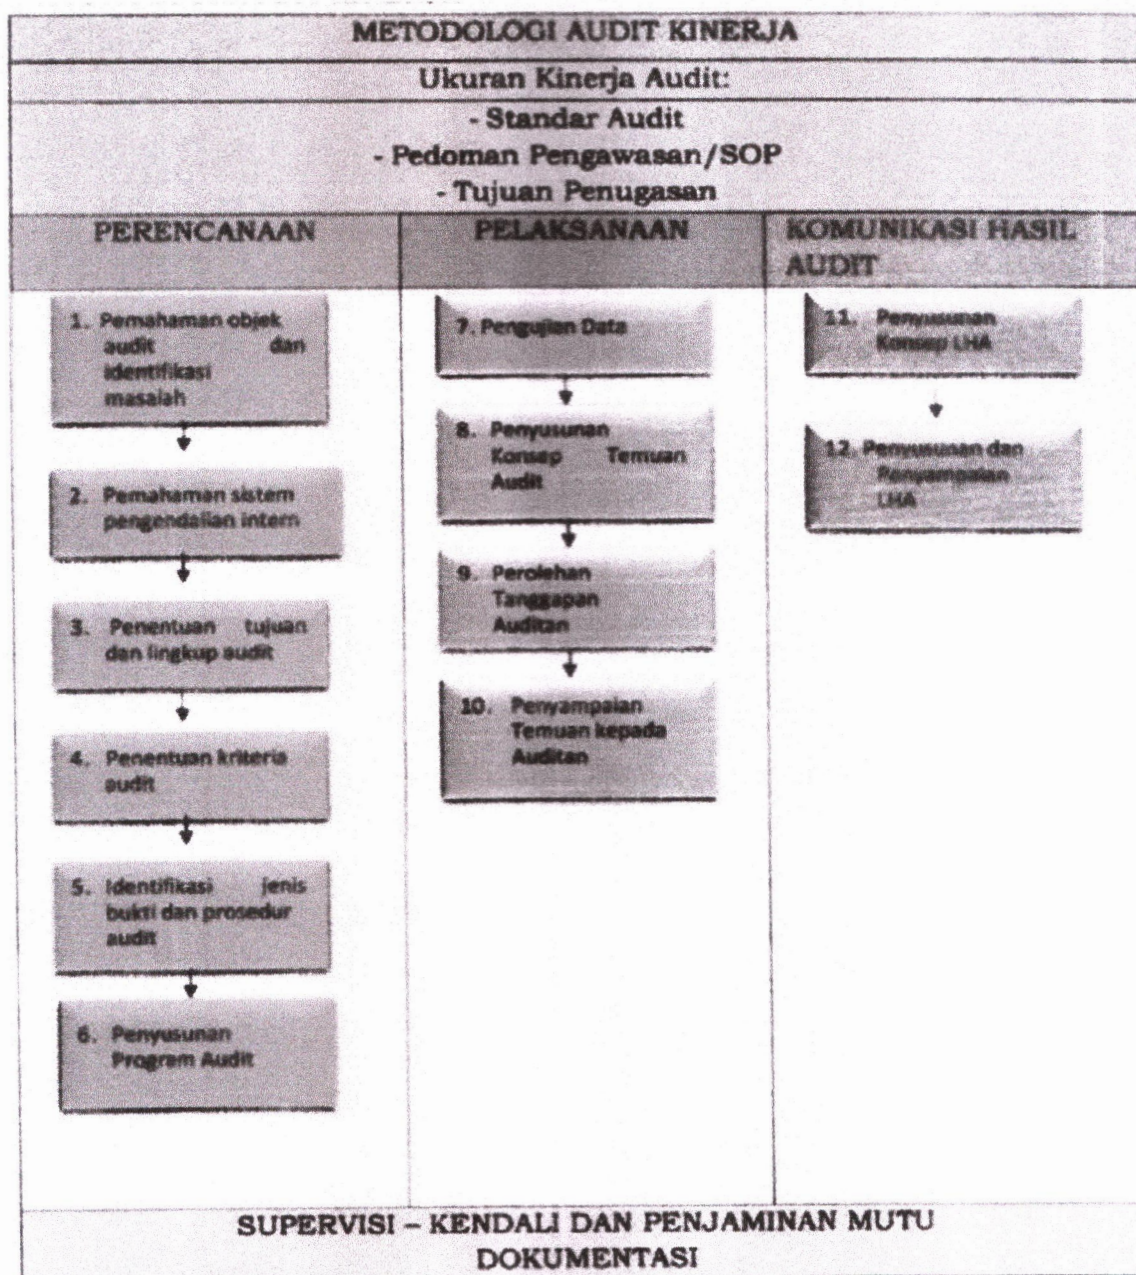 METODOLOGI AUDIT KINERJA
Ukuran Kinerja Audit:
- Standar Audit
- Pedoman Pengawasan/SOP
- Tujuan Penugasan
PERENCANAAN
1. Pemahaman objek
audit dan
identifikasi
masalah
2. Pemahaman sistem
pengendalian intern
3. Penentuan tujuan
dan lingkup audit
4. Penentuan kriteria
audit
5. Identifikasi jenis
bukti dan prosedur
audit
6. Penyusunan
Program Audit
PELAKSANAAN
7. Pengujian Data
8. Penyusunan
Konsep Temuan
Audit
9. Perolehan
Tanggapan
Auditan
10. Penyampaian
Temuan kepada
Auditan
KOMUNIKASI HASIL
AUDIT
11. Penyusunan
Konsep LHA
12. Penyusunan dan
Penyampaian
LHA
SUPERVISI – KENDALI DAN PENJAMINAN MUTU
DOKUMENTASI